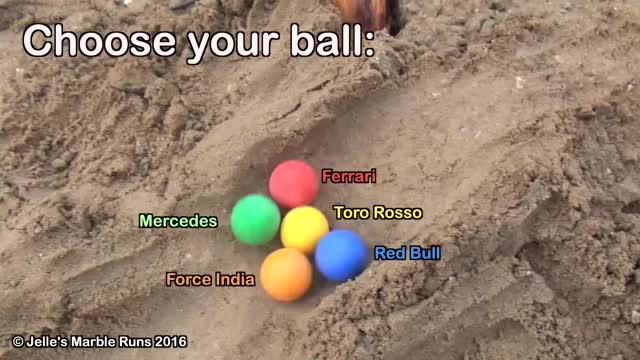 Choose your ball:
Ferrari
Toro Rosso
Mercedes
Red Bull
Force India
© Jelle's Marble Runs 2016